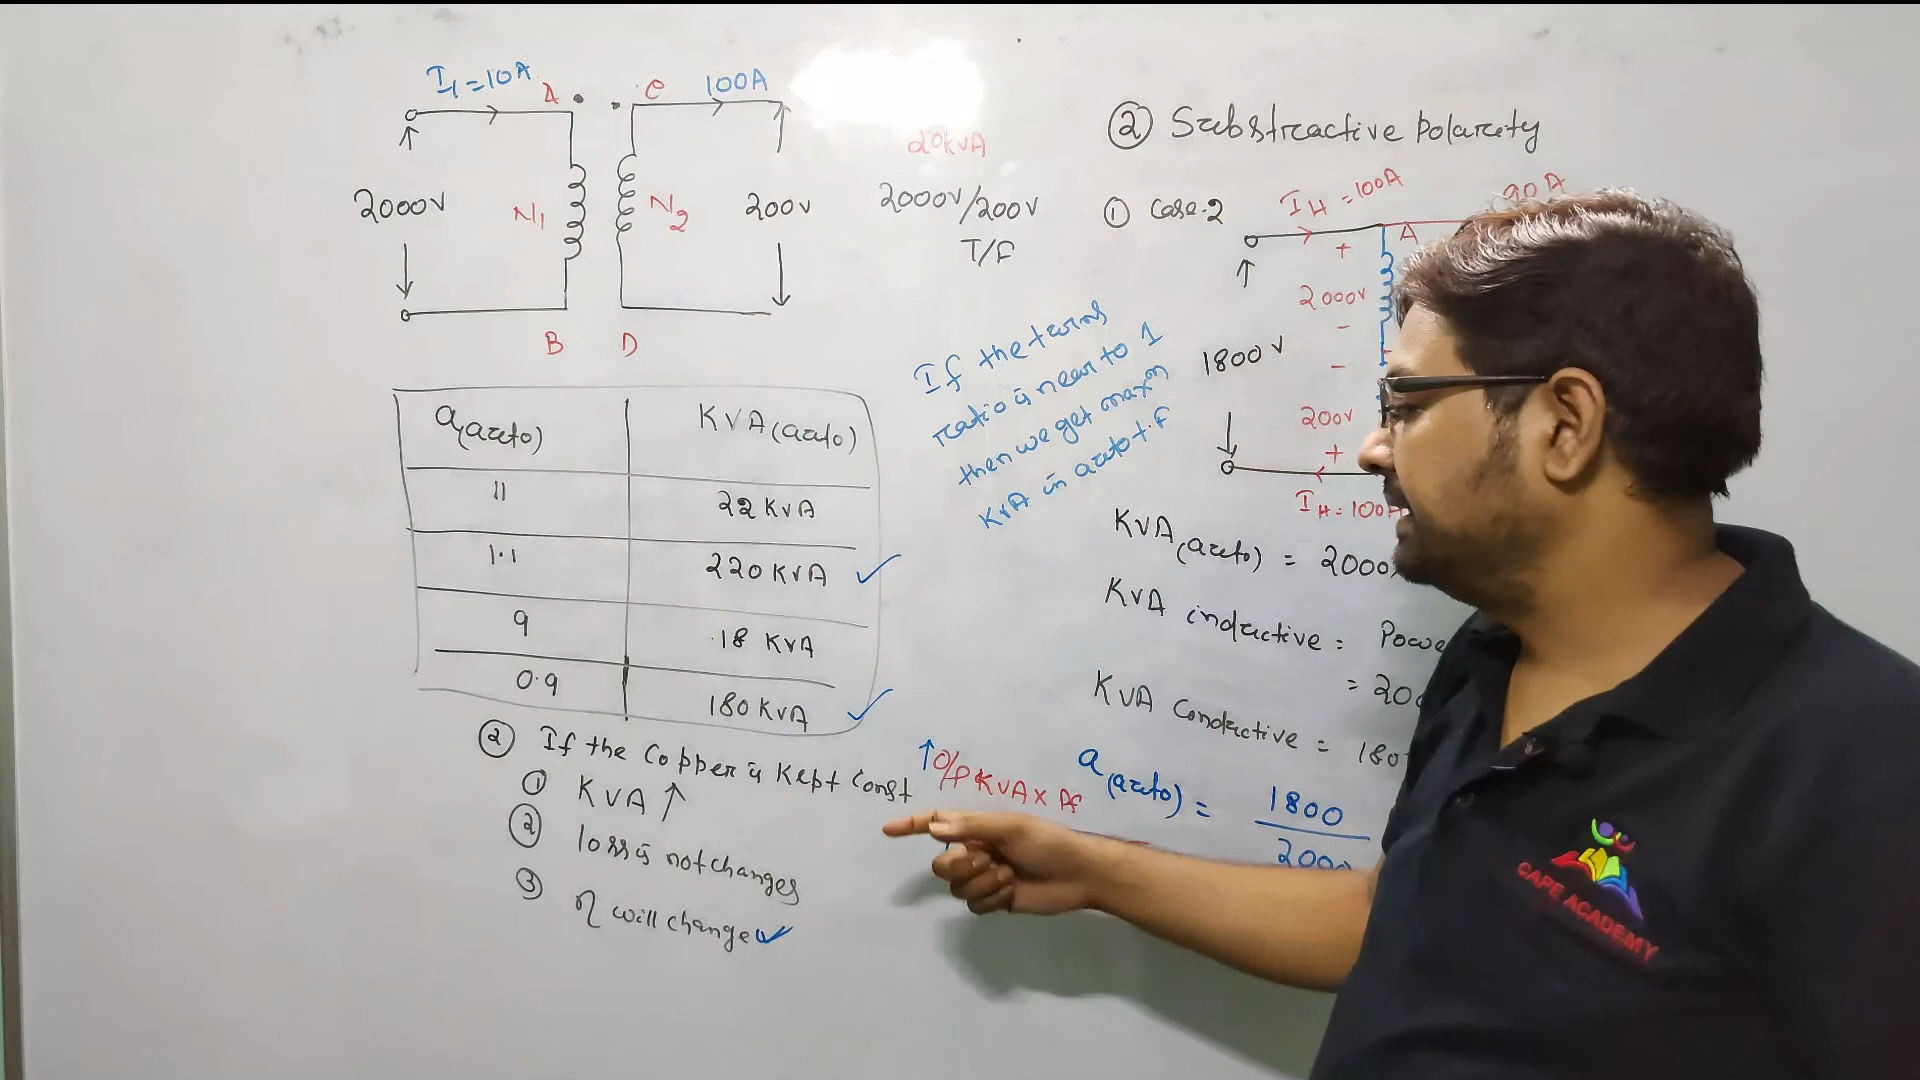 I1=10A
A
C
100A
2000V
N1
N2
200V
B
D
20KVA
2000V/200V
T/F
a(auto)
KVA(auto)
11
22 KVA
1.1
220 KVA ✓
9
18 KVA
0.9
180 KVA ✓
If the turns
ratio is near to 1
then we get maxm
KVA in auto t.f
② If the Copper is Kept Const
① KVA ↑
② loss is not changes
③ η will change ✓
↑ O/P KVA x Pf
② Substractive Polarity
① Case-2
IH=100A
90A
A
+
2000V
-
1800 V
-
200V
+
IH=100A
KVA(auto) = 2000x
KVA inductive =
= 200
KVA Conductive = 180
a(auto) = 1800
CAPE ACADEMY